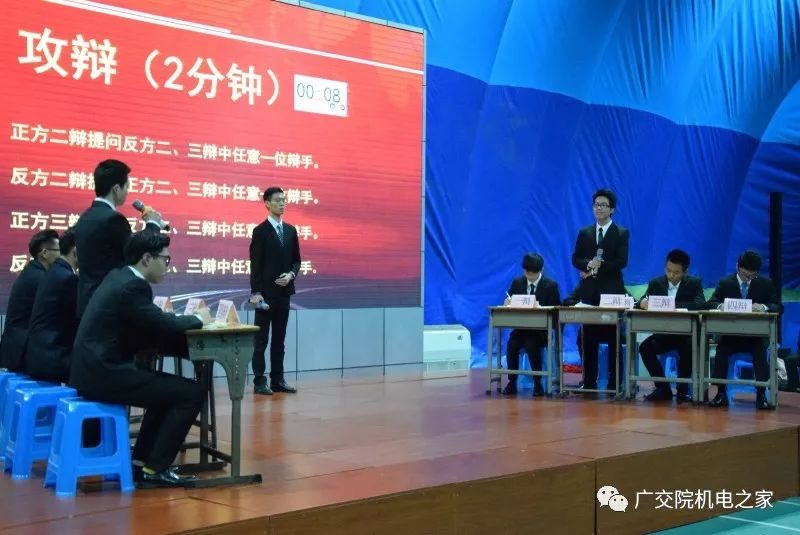 攻辩（2分钟）
00:08
正方二辩提问反方二、三辩中任意一位辩手。
反方二辩提 正方二、三辩中任意一位辩手。
正方三 反方二、三辩中任意一位辩手。
反 二、三辩中任意一位辩手。
一辩
二辩
三辩
四辩
广交院机电之家